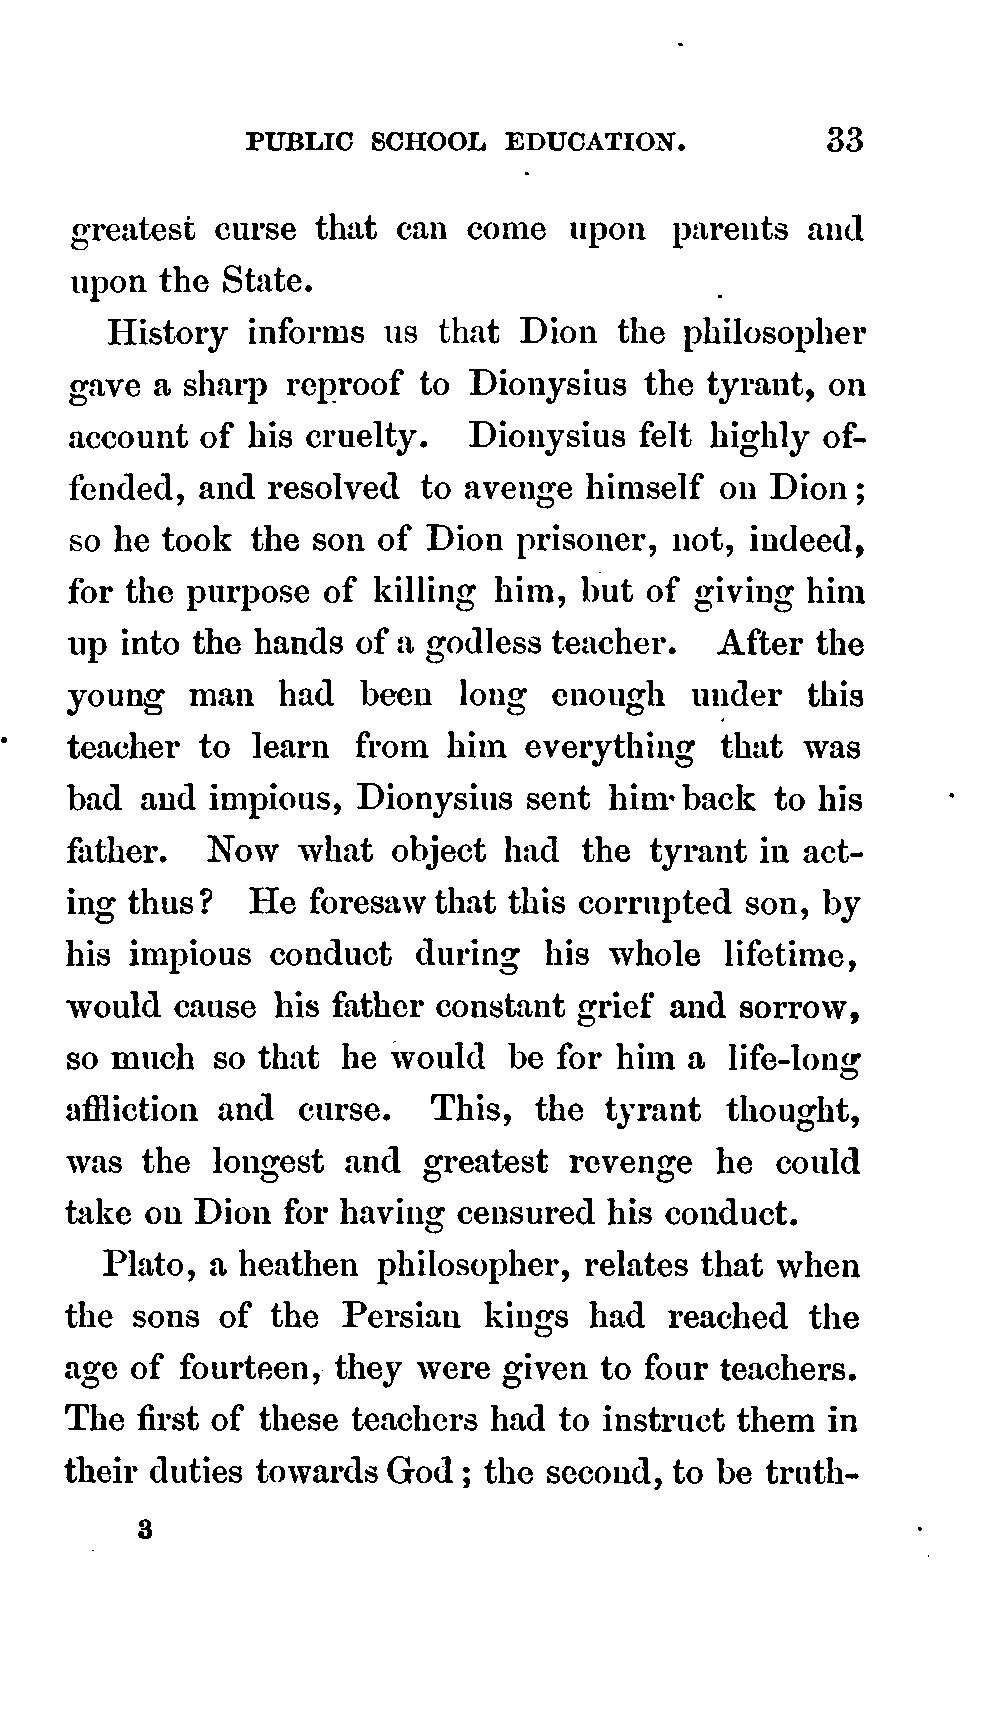 PUBLIC SCHOOL EDUCATION. 33
greatest curse that can come upon parents and
upon the State.
History informs us that Dion the philosopher
gave a sharp reproof to Dionysius the tyrant, on
account of his cruelty. Dionysius felt highly of-
fended, and resolved to avenge himself on Dion;
so he took the son of Dion prisoner, not, indeed,
for the purpose of killing him, but of giving him
up into the hands of a godless teacher. After the
young man had been long enough under this
teacher to learn from him everything that was
bad and impious, Dionysius sent him back to his
father. Now what object had the tyrant in act-
ing thus? He foresaw that this corrupted son, by
his impious conduct during his whole lifetime,
would cause his father constant grief and sorrow,
so much so that he would be for him a life-long
affliction and curse. This, the tyrant thought,
was the longest and greatest revenge he could
take on Dion for having censured his conduct.
Plato, a heathen philosopher, relates that when
the sons of the Persian kings had reached the
age of fourteen, they were given to four teachers.
The first of these teachers had to instruct them in
their duties towards God; the second, to be truth-
3